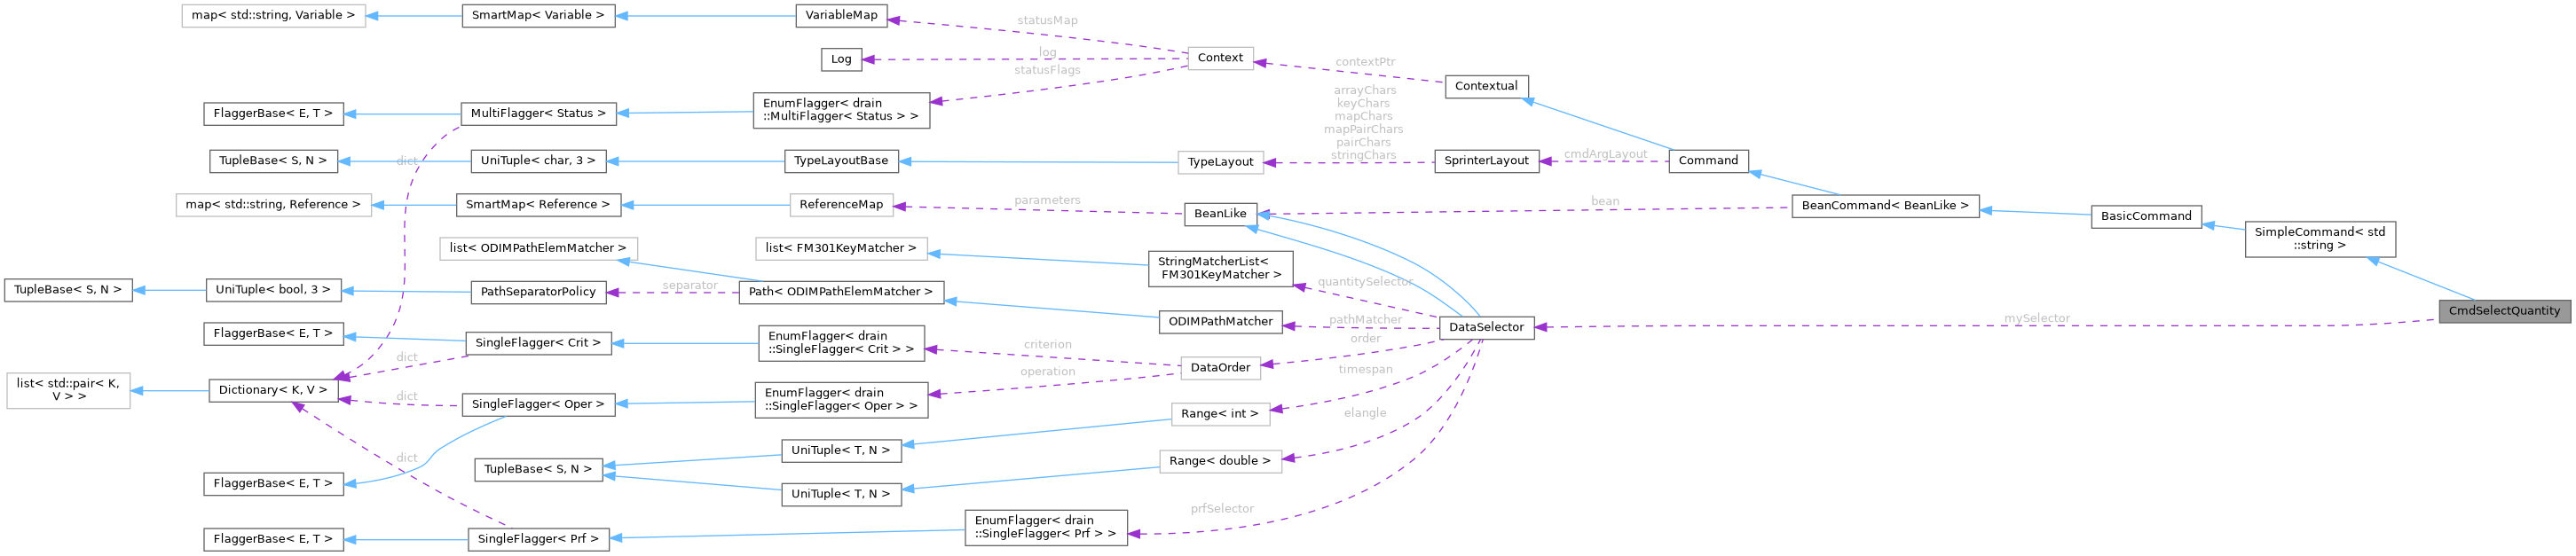 map< std::string, Variable >
SmartMap< Variable >
VariableMap
statusMap
Log
log
Context
statusFlags
contextPtr
Contextual
FlaggerBase< E, T >
MultiFlagger< Status >
EnumFlagger< drain
::MultiFlagger< Status > >
arrayChars
keyChars
mapChars
mapPairChars
pairChars
stringChars
dict
TupleBase< S, N >
UniTuple< char, 3 >
TypeLayoutBase
TypeLayout
SprinterLayout
cmdArgLayout
Command
map< std::string, Reference >
SmartMap< Reference >
ReferenceMap
parameters
BeanLike
bean
BeanCommand< BeanLike >
BasicCommand
SimpleCommand< std
::string >
list< ODIMPathElemMatcher >
list< FM301KeyMatcher >
StringMatcherList<
FM301KeyMatcher >
quantitySelector
TupleBase< S, N >
UniTuple< bool, 3 >
PathSeparatorPolicy
separator
Path< ODIMPathElemMatcher >
ODIMPathMatcher
pathMatcher
DataSelector
mySelector
CmdSelectQuantity
FlaggerBase< E, T >
SingleFlagger< Crit >
EnumFlagger< drain
::SingleFlagger< Crit > >
criterion
order
DataOrder
operation
timespan
dict
list< std::pair< K,
V > >
Dictionary< K, V >
dict
SingleFlagger< Oper >
EnumFlagger< drain
::SingleFlagger< Oper > >
Range< int >
elangle
UniTuple< T, N >
dict
TupleBase< S, N >
Range< double >
FlaggerBase< E, T >
UniTuple< T, N >
prfSelector
FlaggerBase< E, T >
SingleFlagger< Prf >
EnumFlagger< drain
::SingleFlagger< Prf > >